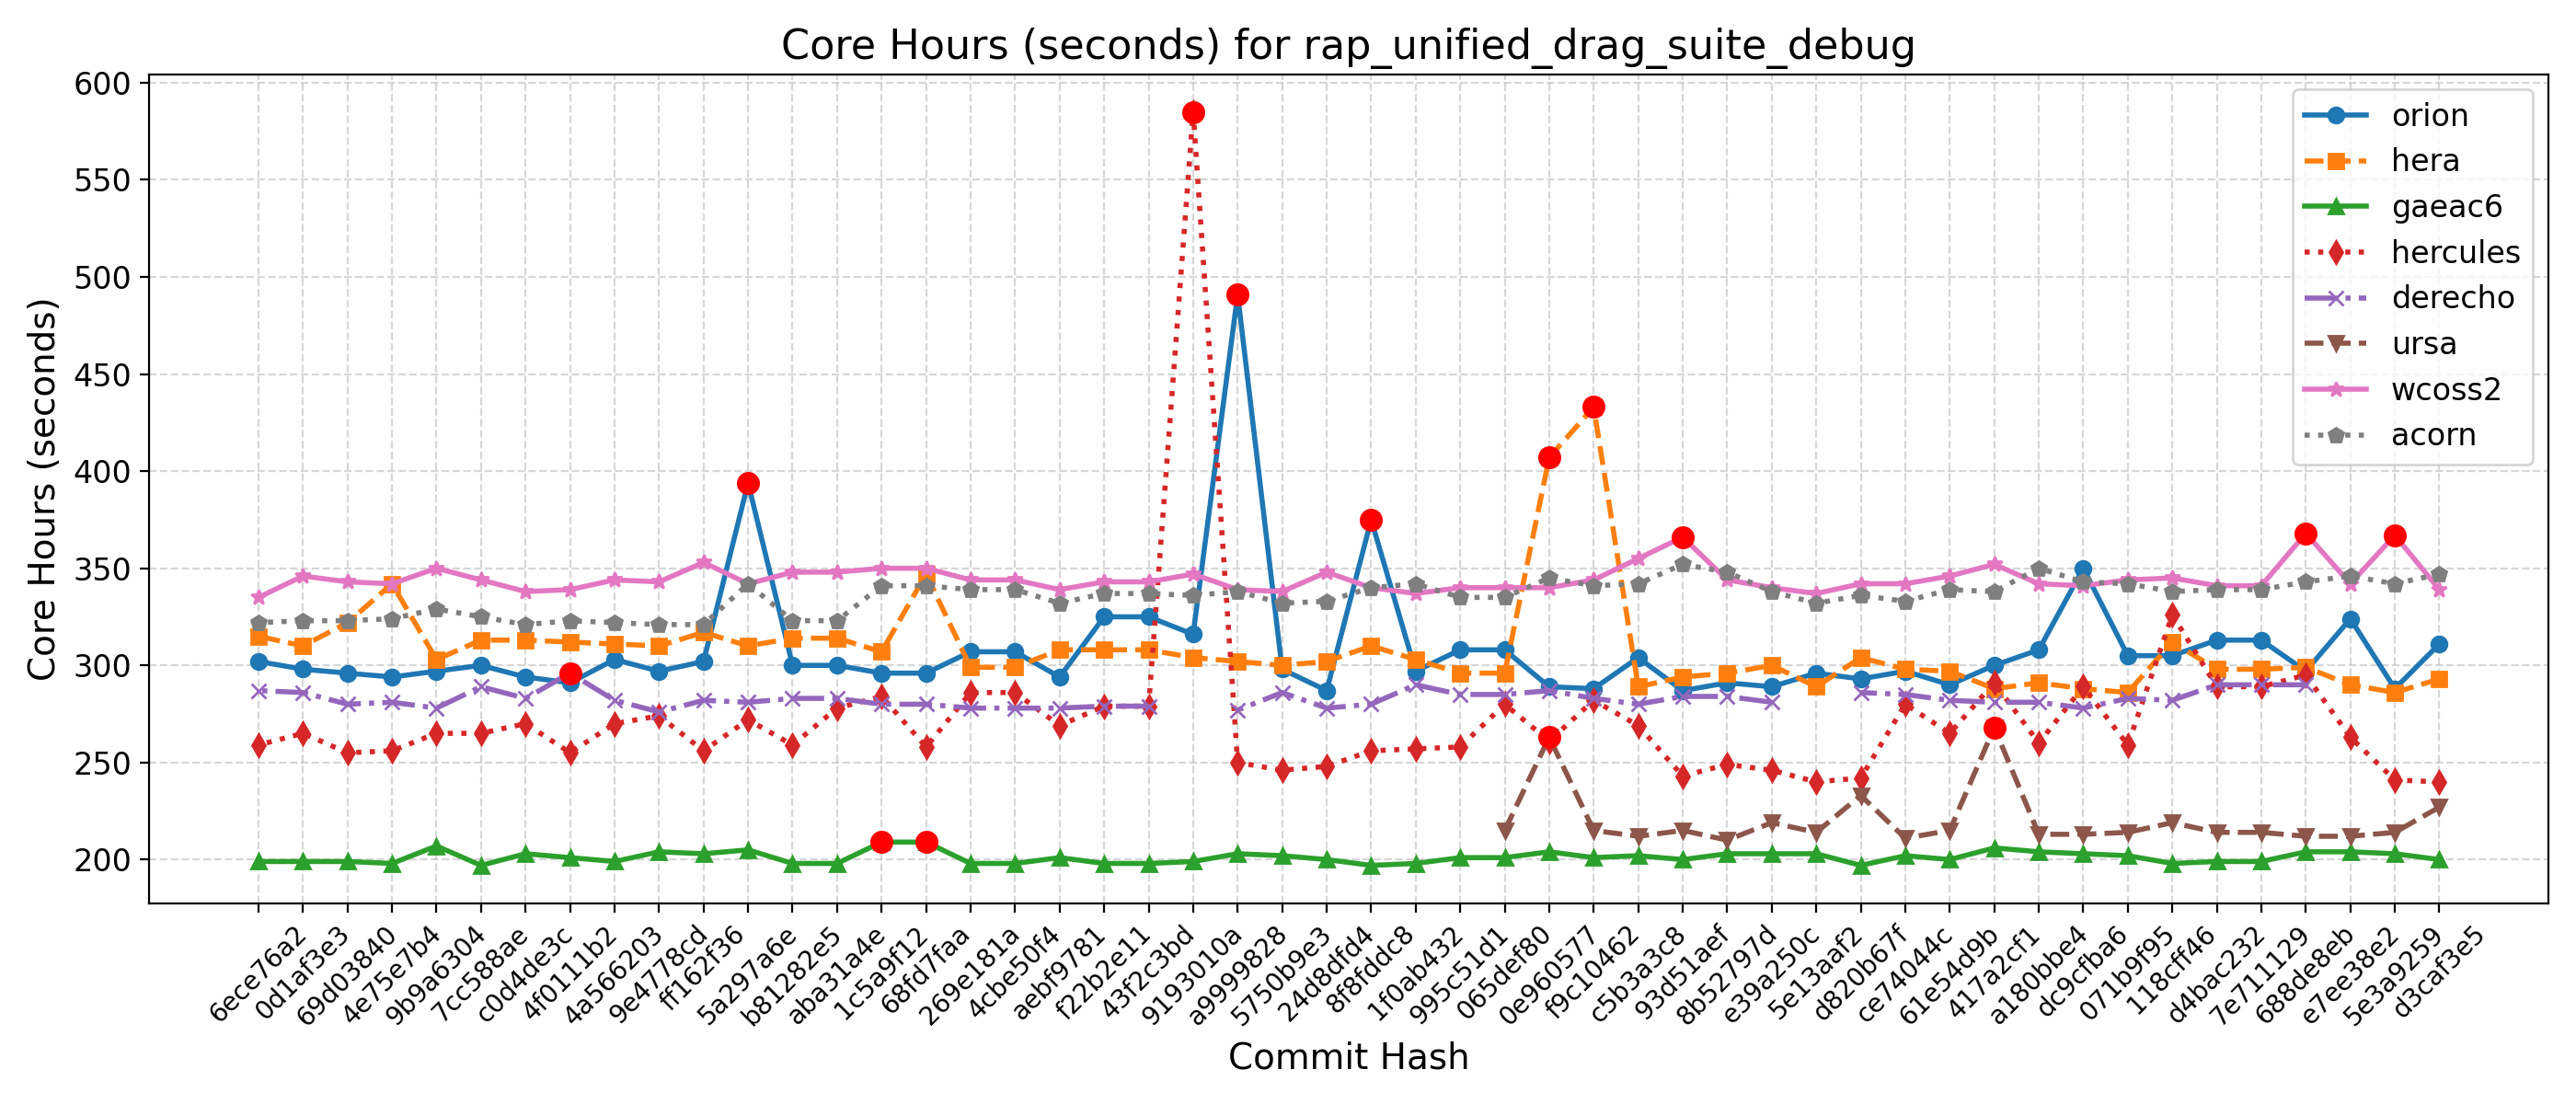 Core Hours (seconds) for rap_unified_drag_suite_debug
Core Hours (seconds)
600
550
500
450
400
350
300
250
200
orion
hera
gaeac6
hercules
derecho
ursa
wcoss2
acorn
6ece76a2
0d1af3e3
69d03840
4e75e7b4
9b9a6304
7cc588ae
c0d4de3c
4f0111b2
4a566203
9e4778cd
ff162f36
5a297a6e
b81282e5
aba31a4e
1c5a9f12
68fd7faa
269e181a
4cbe50f4
aebf9781
f22b2e11
43f2c3bd
9193010a
a9999828
5750b9e3
24d8dfd4
8f8fddc8
1f0ab432
995c51d1
065def80
0e960577
f9c10462
c5b3a3c8
93d51aef
8b52797d
e39a250c
5e13aaf2
d820b67f
ce74044c
61e54d9b
417a2cf1
a180bbe4
dc9cfba6
071b9f95
118cff46
d4bac232
7e711129
688de8eb
e7ee38e2
5e3a9259
d3caf3e5
Commit Hash